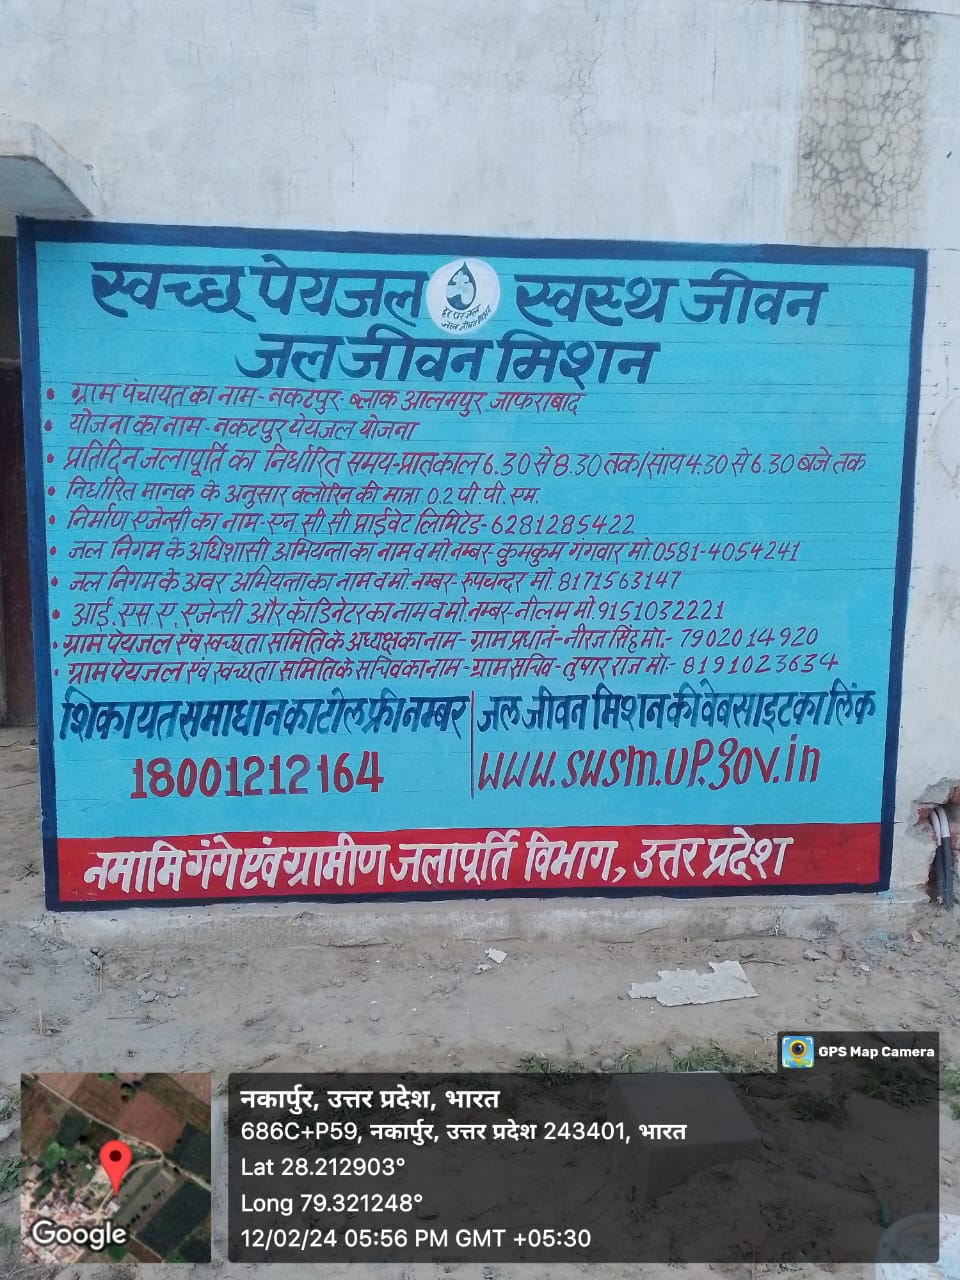 स्वच्छ पेयजल स्वस्थ जीवन
हर घर जल
जल जीवन मिशन
जल जीवन मिशन
• ग्राम पंचायत का नाम- नकटपुर- ब्लाक आलमपुर जाफराबाद
• योजना का नाम- नकटपुर पेयजल योजना
• प्रतिदिन जलापूर्ति का निर्धारित समय-प्रातकाल 6.30 से 8.30 तक/सांय 4.30 से 6.30 बजे तक
• निर्धारित मानक के अनुसार क्लोरिन की मात्रा 0.2 पी.पी. एम.
• निर्माण एजेन्सी का नाम-एन. सी सी प्राईवेट लिमिटेड- 6281285422
• जल निगम के अधिशासी अभियन्ता का नाम व मो.नम्बर- कुमकुम गंगवार मो.0581-4054241
• जल निगम के अवर अभियन्ता का नाम व मो. नम्बर- रुपचन्दर मो. 8171563147
• आई. एस. ए. एजेन्सी और कॅाडिनेटर का नाम व मो. नम्बर-नीलम मो. 9151032221
• ग्राम पेयजल एंव स्वच्छता समिति के अध्यक्ष का नाम- ग्राम प्रधान- नीरज सिंह मो.- 7902014920
• ग्राम पेयजल एंव स्वच्छता समिति के सचिव का नाम- ग्राम सचिव- तुषार राज मो.- 8191023634
शिकायत समाधान का टोल फ्री नम्बर
18001212164
जल जीवन मिशन की वेबसाइट का लिंक
www.swsm.up.gov.in
नमामि गंगे एंव ग्रामीण जलापूर्ति विभाग, उत्तर प्रदेश
GPS Map Camera
नकार्पुर, उत्तर प्रदेश, भारत
686C+P59, नकार्पुर, उत्तर प्रदेश 243401, भारत
Lat 28.212903°
Long 79.321248°
12/02/24 05:56 PM GMT +05:30
Google